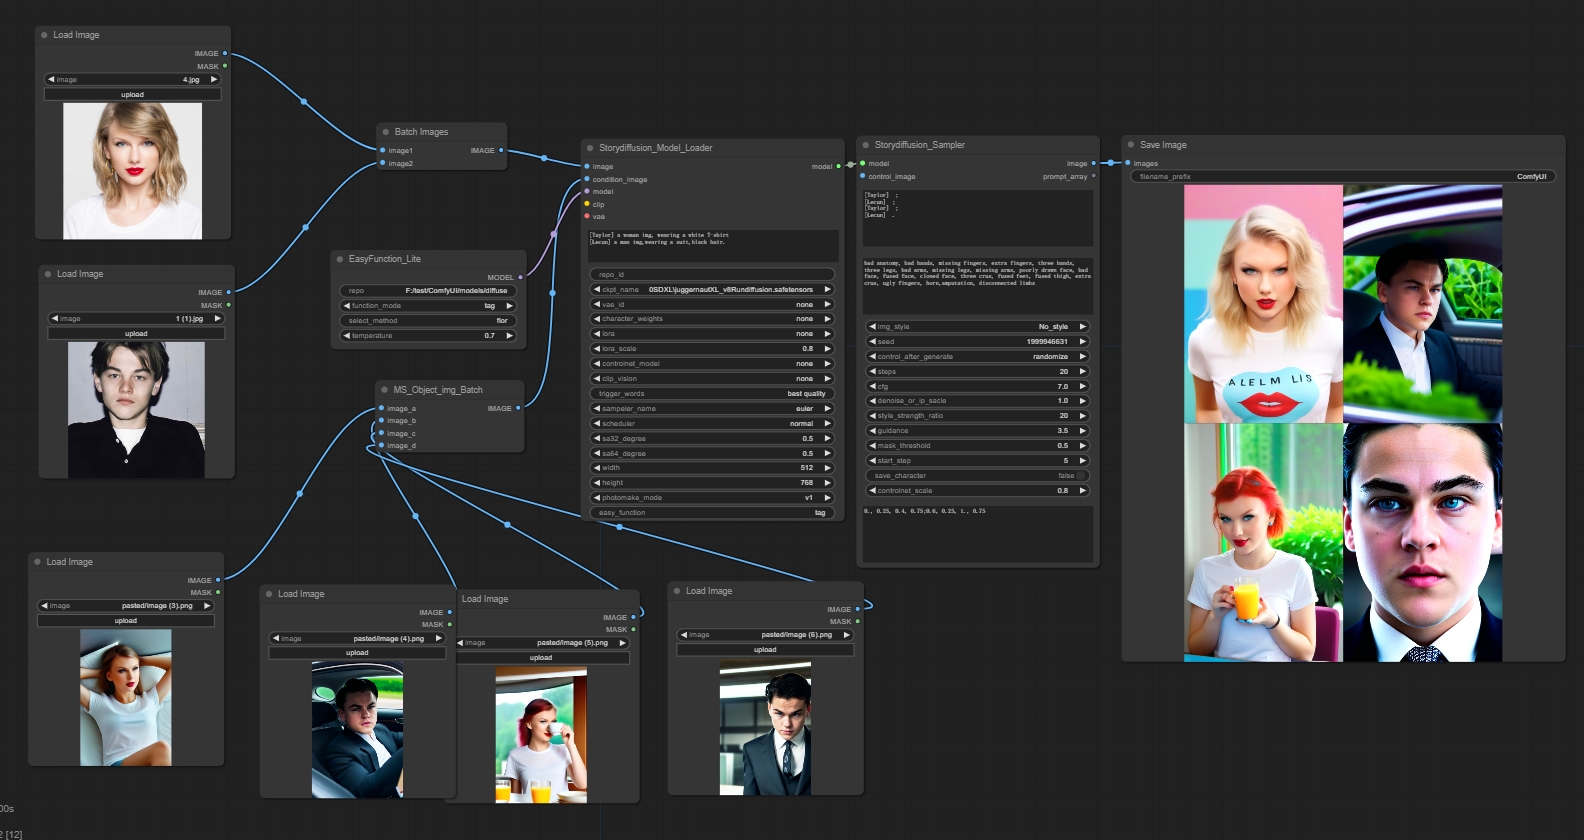 Load Image
IMAGE
MASK
image 4.jpg
upload
Load Image
IMAGE
MASK
image 1 (1).jpg
upload
Batch Images
image1 IMAGE
image2
EasyFunction_Lite
MODEL
repo F:/test/ComfyUI/models/diffuse
function_mode tag
select_method flor
temperature 0.7
MS_Object_img_Batch
image_a IMAGE
image_b
image_c
image_d
Load Image
IMAGE
MASK
image pasted/image (3).png
upload
Load Image
IMAGE
MASK
image pasted/image (4).png
upload
Load Image
IMAGE
MASK
image pasted/image (5).png
upload
Load Image
IMAGE
MASK
image pasted/image (6).png
upload
Storydiffusion_Model_Loader
image model
condition_image
model
clip
vae
[Taylor] a woman img, wearing a white T-shirt
[Lecun] a man img,wearing a suit,black hair.
repo_id
ckpt_name 0SDXL\juggernautXL_v8Rundiffusion.safetensors
vae_id none
character_weights none
lora none
lora_scale 0.8
controlnet_model none
clip_vision none
trigger_words best quality
sampeler_name euler
scheduler normal
sa32_degree 0.5
sa64_degree 0.5
width 512
height 768
photomake_mode v1
easy_function tag
Storydiffusion_Sampler
model image
control_image prompt_array
[Taylor] ;
[Lecun] ;
[Taylor] ;
[Lecun] .
bad anatomy, bad hands, missing fingers, extra fingers, three hands,
three legs, bad arms, missing legs, missing arms, poorly drawn face, bad
face, fused face, cloned face, three crus, fused feet, fused thigh, extra
crus, ugly fingers, horn,amputation, disconnected limbs
img_style No_style
seed 1999946631
control_after_generate randomize
steps 20
cfg 7.0
denoise_or_ip_sacle 1.0
style_strength_ratio 20
guidance 3.5
mask_threshold 0.5
start_step 5
save_character false
controlnet_scale 0.8
0., 0.25, 0.4, 0.75;0.6, 0.25, 1., 0.75
Save Image
images
filename_prefix ComfyUI
ALELM LIS
00s
2 [12]